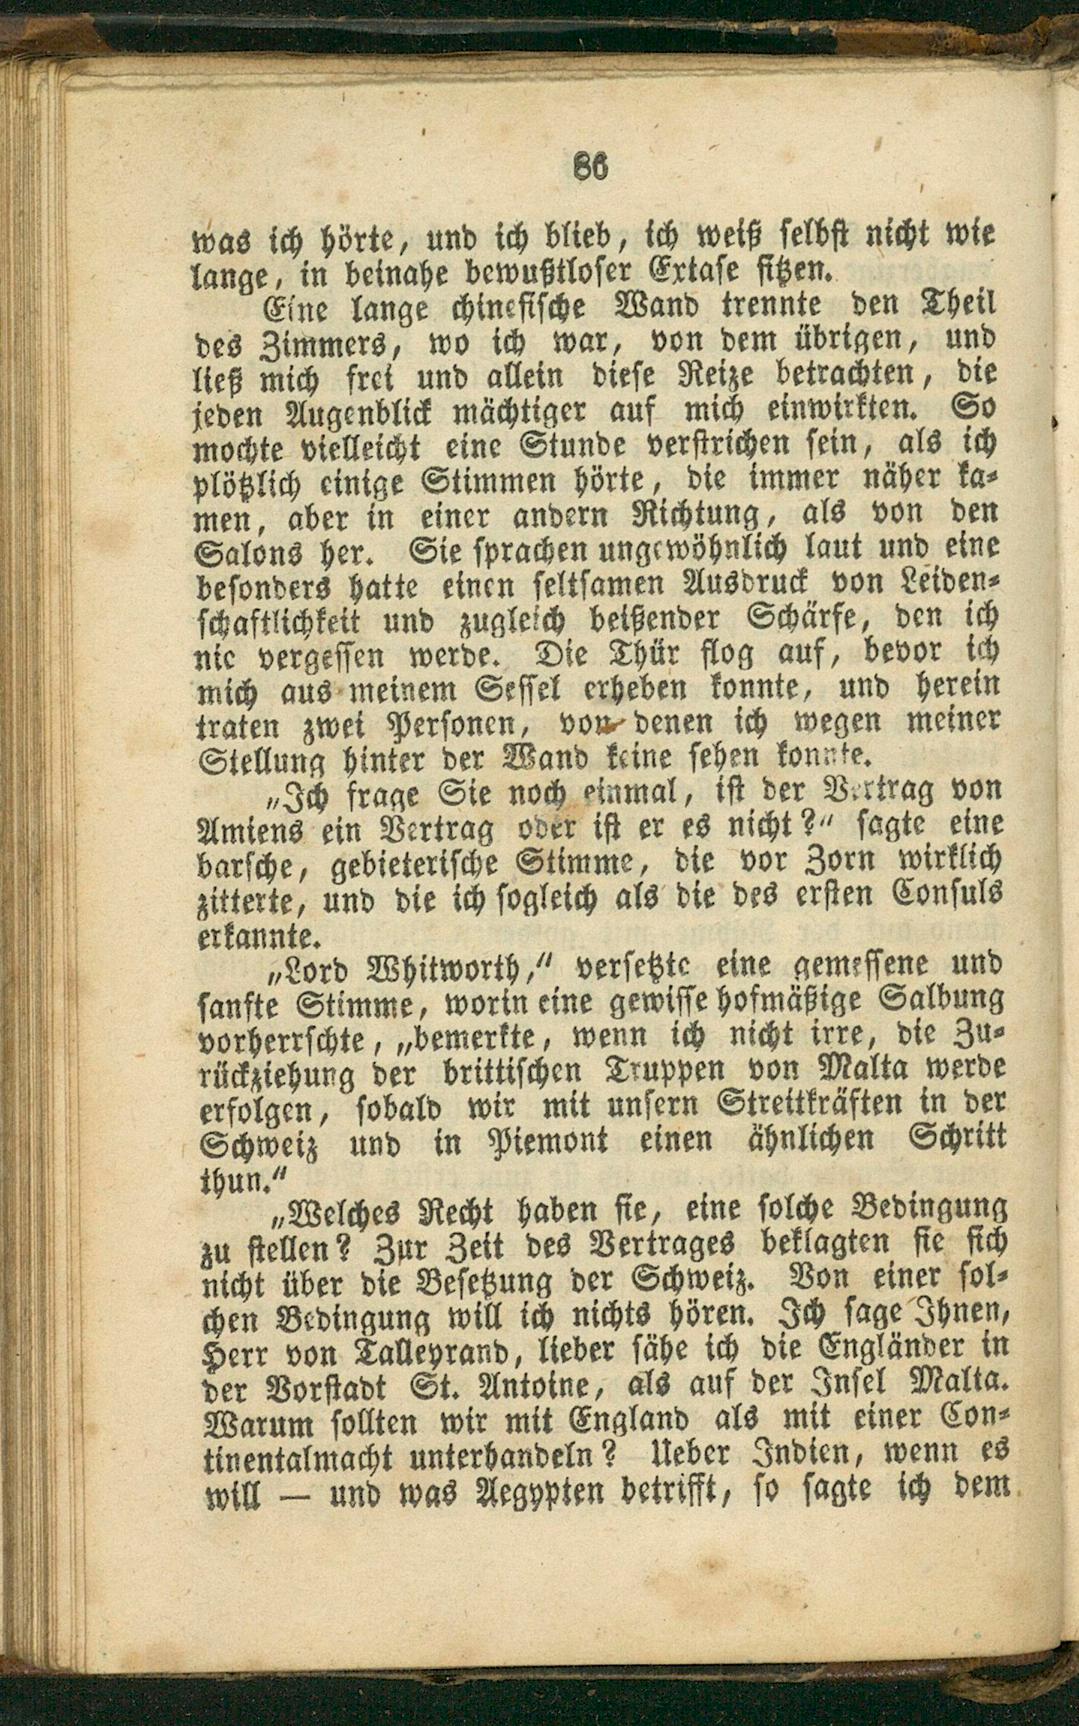 86
was ich hörte, und ich blieb, ich weiß selbst nicht wie
lange, in beinahe bewußtloser Extase sitzen.
Eine lange chinesische Wand trennte den Theil
des Zimmers, wo ich war, von dem übrigen, und
ließ mich frei und allein diese Reize betrachten, die
jeden Augenblick mächtiger auf mich einwirkten. So
mochte vielleicht eine Stunde verstrichen sein, als ich
plötzlich einige Stimmen hörte, die immer näher ka-
men, aber in einer andern Richtung, als von den
Salons her. Sie sprachen ungewöhnlich laut und eine
besonders hatte einen seltsamen Ausdruck von Leiden-
schaftlichkeit und zugleich beißender Schärfe, den ich
nie vergessen werde. Die Thür flog auf, bevor ich
mich aus meinem Sessel erheben konnte, und herein
traten zwei Personen, von denen ich wegen meiner
Stellung hinter der Wand keine sehen konnte.
„Ich frage Sie noch einmal, ist der Vertrag von
Amiens ein Vertrag oder ist er es nicht?“ sagte eine
barsche, gebieterische Stimme, die vor Zorn wirklich
zitterte, und die ich sogleich als die des ersten Consuls
erkannte.
„Lord Whitworth,“ versetzte eine gemessene und
sanfte Stimme, worin eine gewisse hofmäßige Salbung
vorherrschte, „bemerkte, wenn ich nicht irre, die Zu-
rückziehung der brittischen Truppen von Malta werde
erfolgen, sobald wir mit unsern Streitkräften in der
Schweiz und in Piemont einen ähnlichen Schritt
thun.“
„Welches Recht haben sie, eine solche Bedingung
zu stellen? Zur Zeit des Vertrages beklagten sie sich
nicht über die Besetzung der Schweiz. Von einer sol-
chen Bedingung will ich nichts hören. Ich sage Ihnen,
Herr von Talleyrand, lieber sähe ich die Engländer in
der Vorstadt St. Antoine, als auf der Insel Malta.
Warum sollten wir mit England als mit einer Con-
tinentalmacht unterhandeln? Ueber Indien, wenn es
will — und was Aegypten betrifft, so sagte ich dem